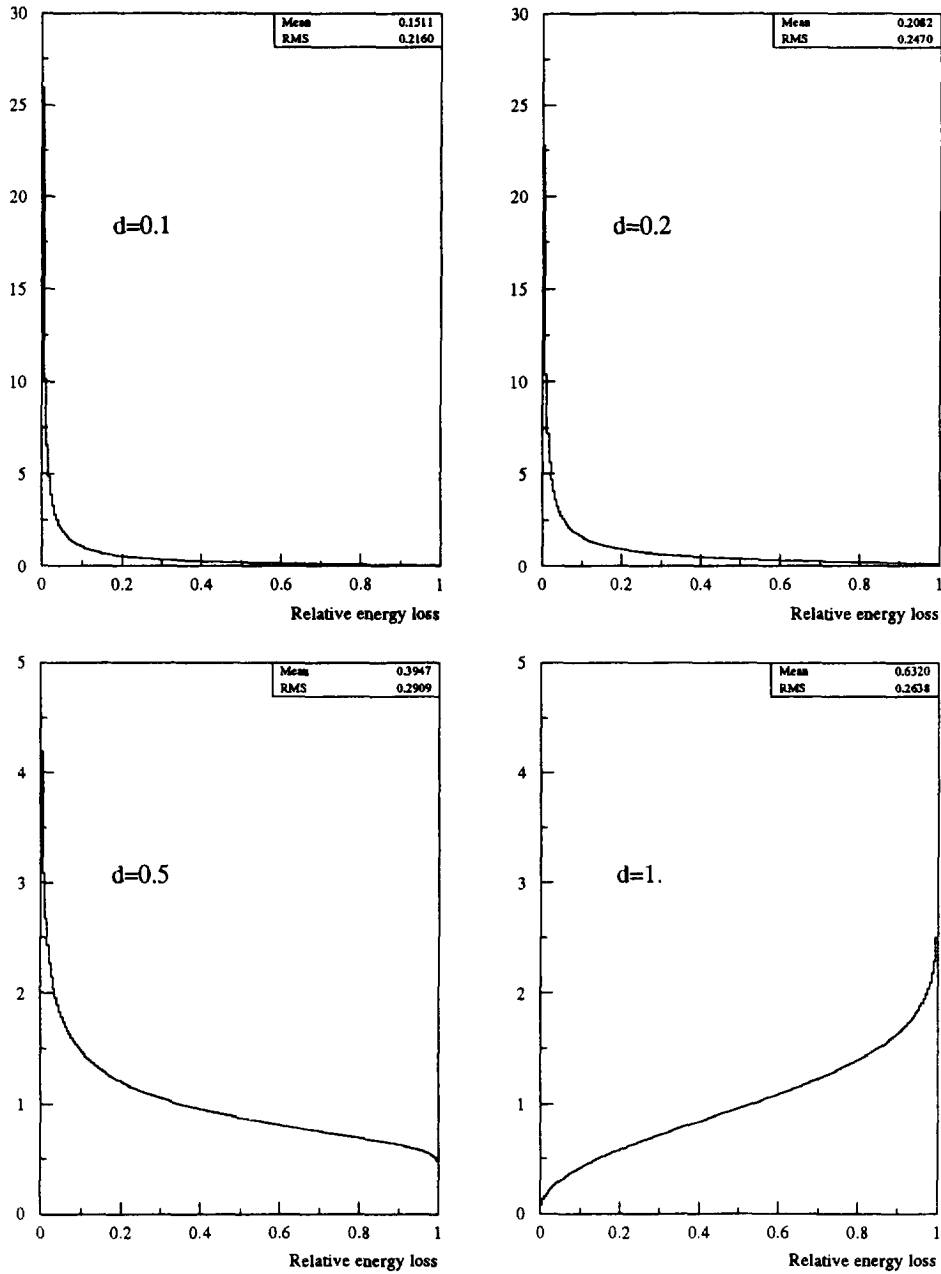 30
25
20
15
10
5
0
Mean 0.1511
RMS 0.2160
d=0.1
0 0.2 0.4 0.6 0.8 1
Relative energy loss
30
25
20
15
10
5
0
Mean 0.2082
RMS 0.2470
d=0.2
0 0.2 0.4 0.6 0.8 1
Relative energy loss
5
4
3
2
1
0
Mean 0.3947
RMS 0.2909
d=0.5
0 0.2 0.4 0.6 0.8 1
Relative energy loss
5
4
3
2
1
0
Mean 0.6320
RMS 0.2638
d=1.
0 0.2 0.4 0.6 0.8 1
Relative energy loss